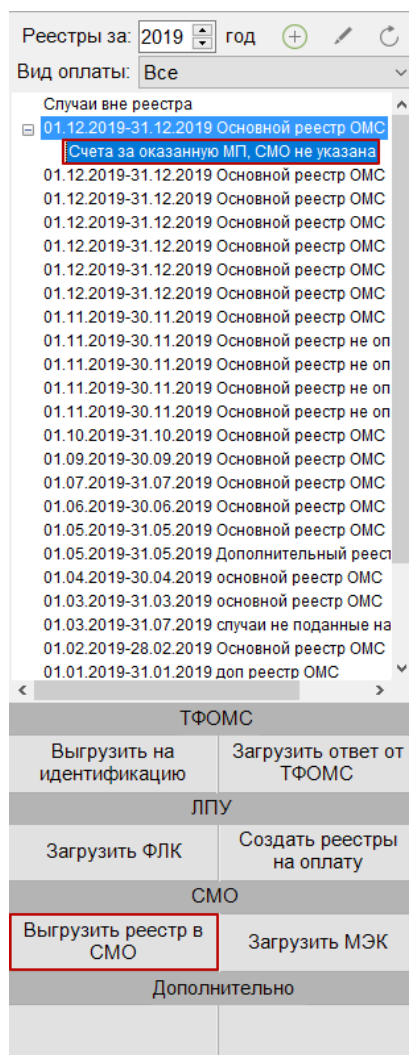 Реестры за: 2019 год
Вид оплаты: Все
Случаи вне реестра
01.12.2019-31.12.2019 Основной реестр ОМС
Счета за оказанную МП, СМО не указана
01.12.2019-31.12.2019 Основной реестр ОМС
01.12.2019-31.12.2019 Основной реестр ОМС
01.12.2019-31.12.2019 Основной реестр ОМС
01.12.2019-31.12.2019 Основной реестр ОМС
01.12.2019-31.12.2019 Основной реестр ОМС
01.12.2019-31.12.2019 Основной реестр ОМС
01.11.2019-30.11.2019 Основной реестр ОМС
01.11.2019-30.11.2019 Основной реестр не оп
01.11.2019-30.11.2019 Основной реестр не оп
01.11.2019-30.11.2019 Основной реестр не оп
01.11.2019-30.11.2019 Основной реестр не оп
01.10.2019-31.10.2019 Основной реестр ОМС
01.09.2019-30.09.2019 Основной реестр ОМС
01.07.2019-31.07.2019 Основной реестр ОМС
01.06.2019-30.06.2019 Основной реестр ОМС
01.05.2019-31.05.2019 Основной реестр ОМС
01.05.2019-31.05.2019 Дополнительный реест
01.04.2019-30.04.2019 основной реестр ОМС
01.03.2019-31.03.2019 основной реестр ОМС
01.03.2019-31.07.2019 случаи не поданные на
01.02.2019-28.02.2019 Основной реестр ОМС
01.01.2019-31.01.2019 доп реестр ОМС
ТФОМС
Выгрузить на идентификацию
Загрузить ответ от ТФОМС
ЛПУ
Загрузить ФЛК
Создать реестры на оплату
СМО
Выгрузить реестр в СМО
Загрузить МЭК
Дополнительно